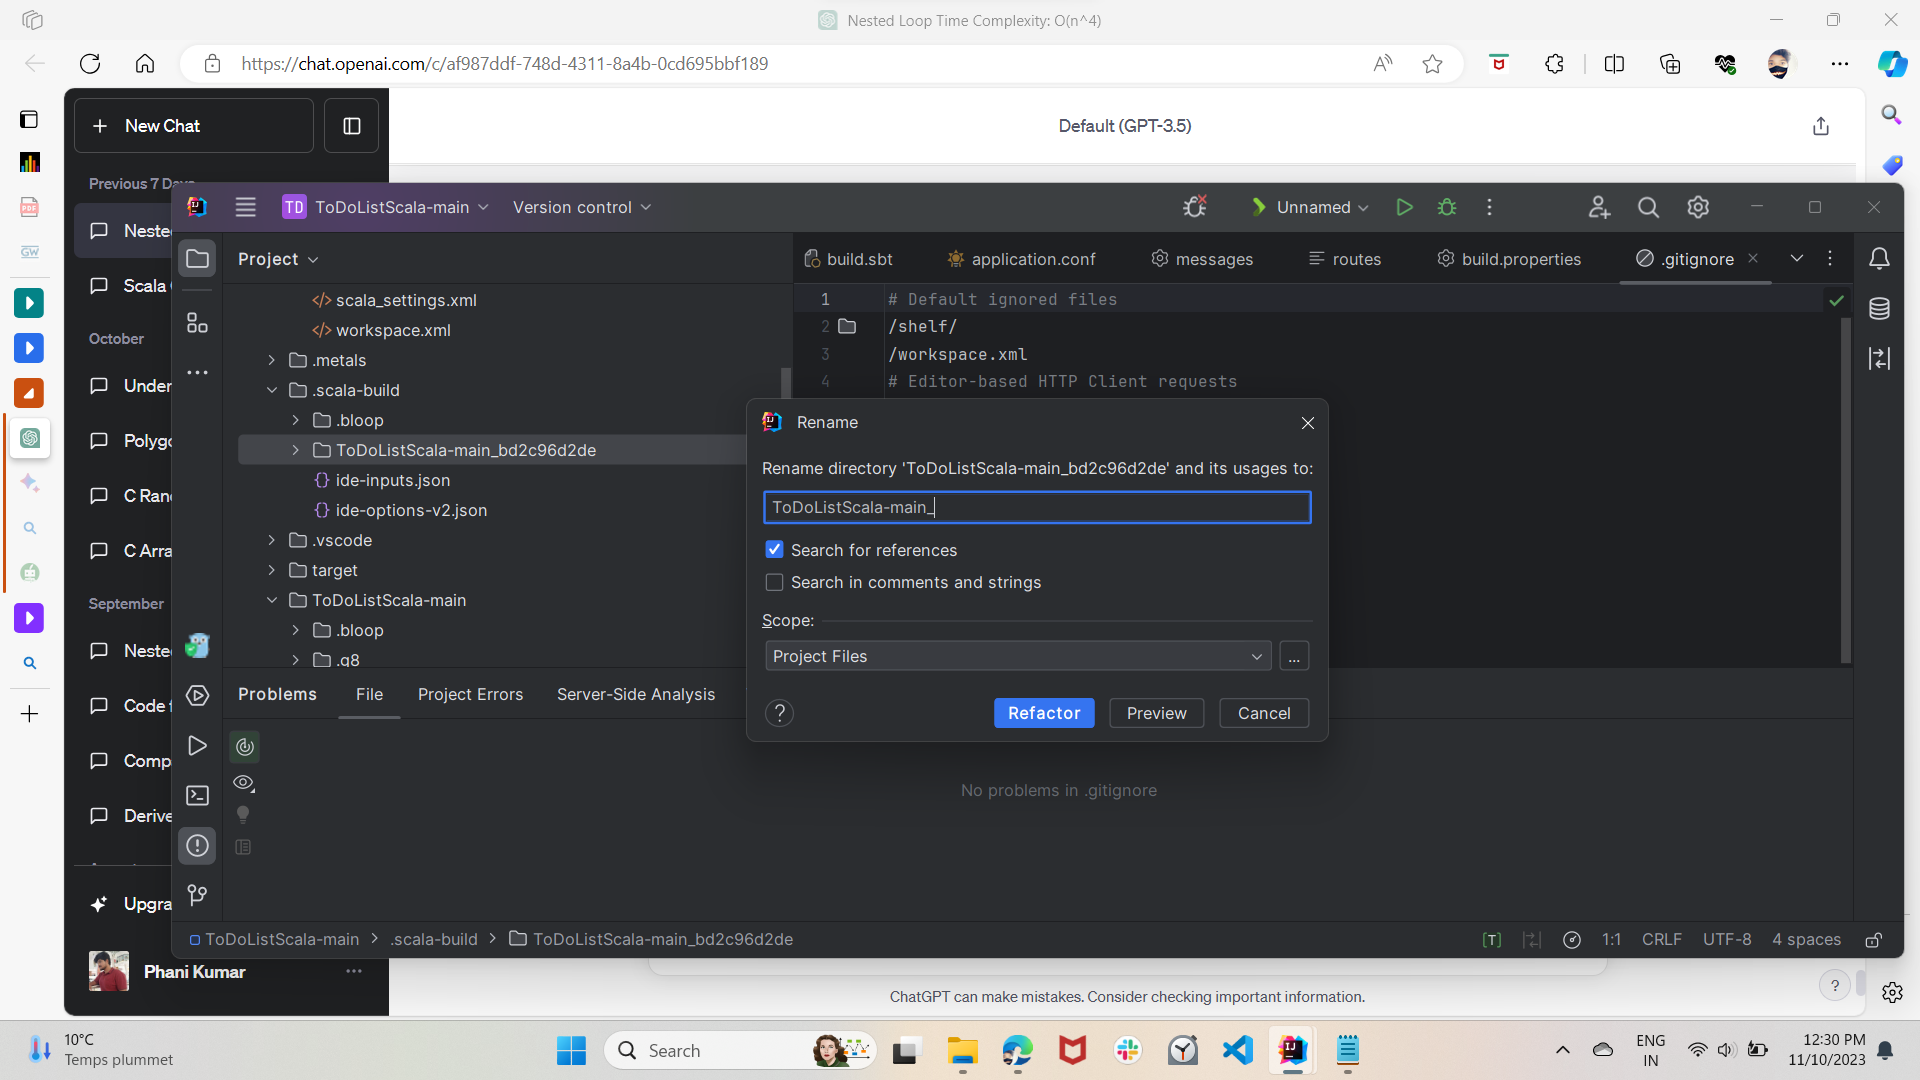 Nested Loop Time Complexity: O(n^4)
https://chat.openai.com/c/af987ddf-748d-4311-8a4b-0cd695bbf189
New Chat
Default (GPT-3.5)
Previous 7 Days
TD ToDoListScala-main
Version control
Unnamed
Neste
Scala
October
Under
Polygo
C Ran
C Arra
September
Neste
Code f
Comp
Derive
Upgra
Phani Kumar
Project
build.sbt
application.conf
messages
routes
build.properties
.gitignore
scala_settings.xml
workspace.xml
.metals
.scala-build
.bloop
ToDoListScala-main_bd2c96d2de
ide-inputs.json
ide-options-v2.json
.vscode
target
ToDoListScala-main
.bloop
.g8
1 # Default ignored files
2 /shelf/
3 /workspace.xml
4 # Editor-based HTTP Client requests
Rename
Rename directory 'ToDoListScala-main_bd2c96d2de' and its usages to:
ToDoListScala-main_
Search for references
Search in comments and strings
Scope:
Project Files
...
?
Refactor
Preview
Cancel
Problems
File
Project Errors
Server-Side Analysis
No problems in .gitignore
ToDoListScala-main > .scala-build > ToDoListScala-main_bd2c96d2de
[T]
1:1
CRLF
UTF-8
4 spaces
ChatGPT can make mistakes. Consider checking important information.
?
10°C
Temps plummet
Search
ENG
IN
12:30 PM
11/10/2023